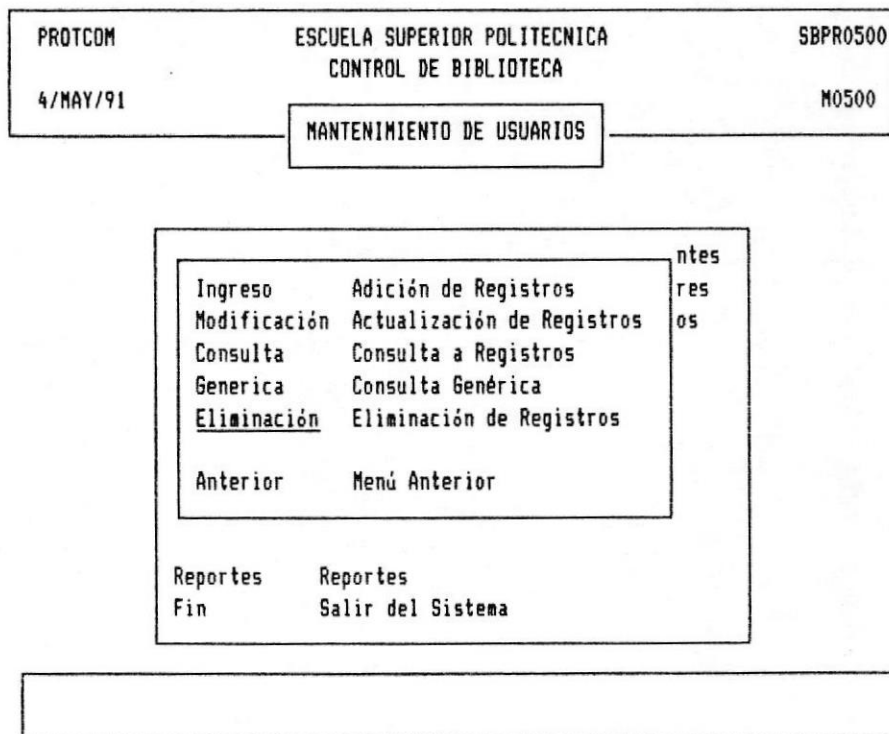 PROTCOM ESCUELA SUPERIOR POLITECNICA SBPR0500
CONTROL DE BIBLIOTECA
4/MAY/91 M0500
MANTENIMIENTO DE USUARIOS
ntes
Ingreso Adición de Registros res
Modificación Actualización de Registros os
Consulta Consulta a Registros
Generica Consulta Genérica
Eliminación Eliminación de Registros
Anterior Menú Anterior
Reportes Reportes
Fin Salir del Sistema